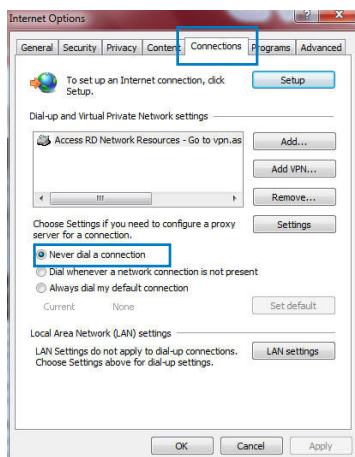 Internet Options
General Security Privacy Content Connections Programs Advanced
To set up an Internet connection, click
Setup.
Setup
Dial-up and Virtual Private Network settings
Access RD Network Resources - Go to vpn.as
Add...
Add VPN...
Remove...
Choose Settings if you need to configure a proxy
server for a connection.
Settings
Never dial a connection
Dial whenever a network connection is not present
Always dial my default connection
Current None
Set default
Local Area Network (LAN) settings
LAN Settings do not apply to dial-up connections.
Choose Settings above for dial-up settings.
LAN settings
OK Cancel Apply